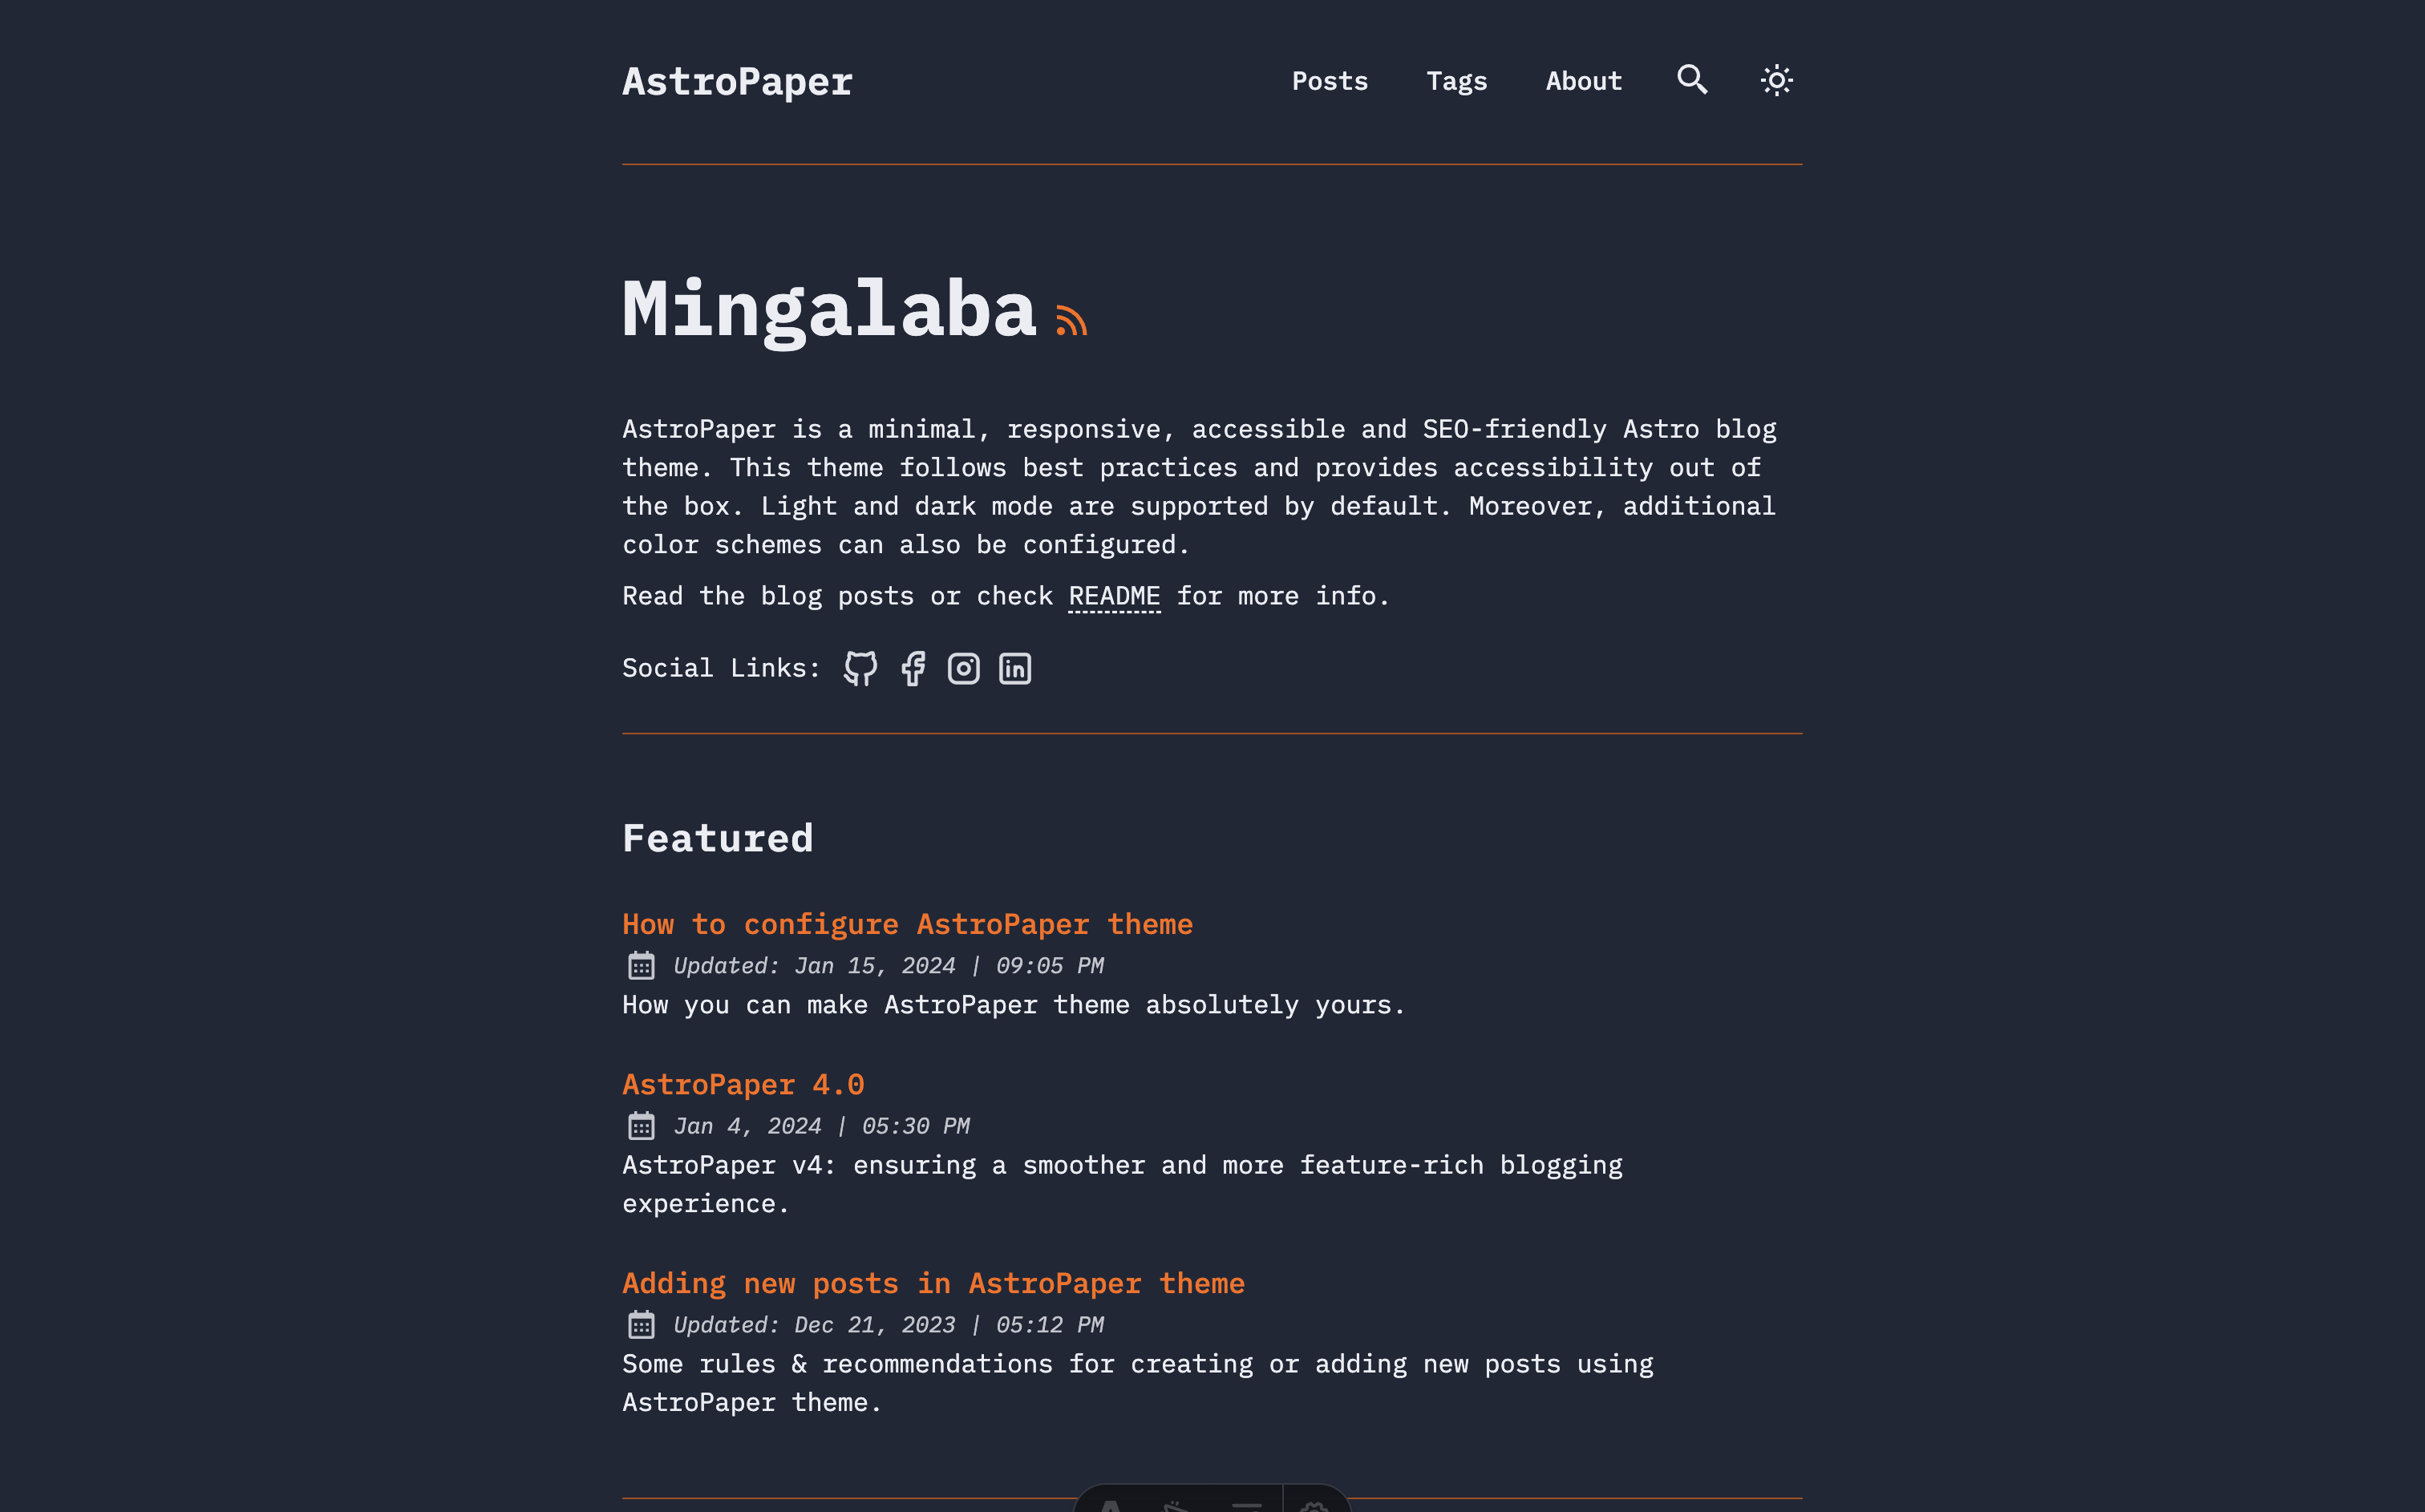 AstroPaper
Posts Tags About
Mingalaba
AstroPaper is a minimal, responsive, accessible and SEO-friendly Astro blog
theme. This theme follows best practices and provides accessibility out of
the box. Light and dark mode are supported by default. Moreover, additional
color schemes can also be configured.
Read the blog posts or check README for more info.
Social Links:
Featured
How to configure AstroPaper theme
Updated: Jan 15, 2024 | 09:05 PM
How you can make AstroPaper theme absolutely yours.
AstroPaper 4.0
Jan 4, 2024 | 05:30 PM
AstroPaper v4: ensuring a smoother and more feature-rich blogging
experience.
Adding new posts in AstroPaper theme
Updated: Dec 21, 2023 | 05:12 PM
Some rules & recommendations for creating or adding new posts using
AstroPaper theme.